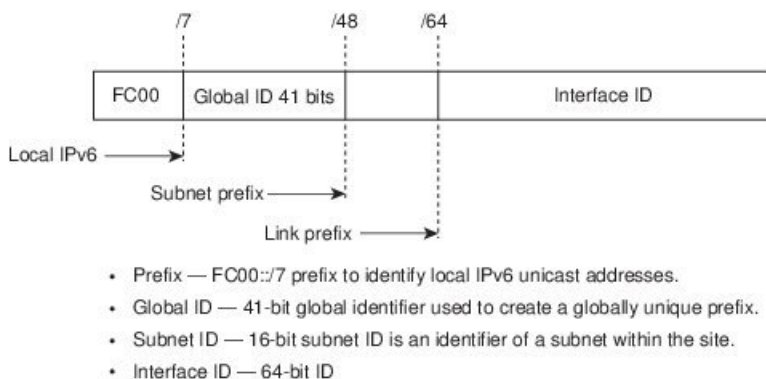 /7 /48 /64
FC00 Global ID 41 bits Interface ID
Local IPv6
Subnet prefix
Link prefix
• Prefix — FC00::/7 prefix to identify local IPv6 unicast addresses.
• Global ID — 41-bit global identifier used to create a globally unique prefix.
• Subnet ID — 16-bit subnet ID is an identifier of a subnet within the site.
• Interface ID — 64-bit ID